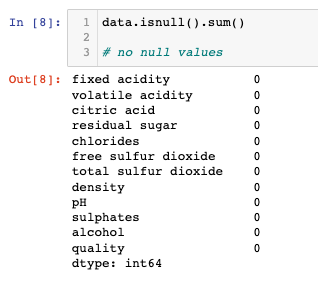 In [8]: 1 data.isnull().sum()
2
3 # no null values
Out[8]: fixed acidity 0
volatile acidity 0
citric acid 0
residual sugar 0
chlorides 0
free sulfur dioxide 0
total sulfur dioxide 0
density 0
pH 0
sulphates 0
alcohol 0
quality 0
dtype: int64